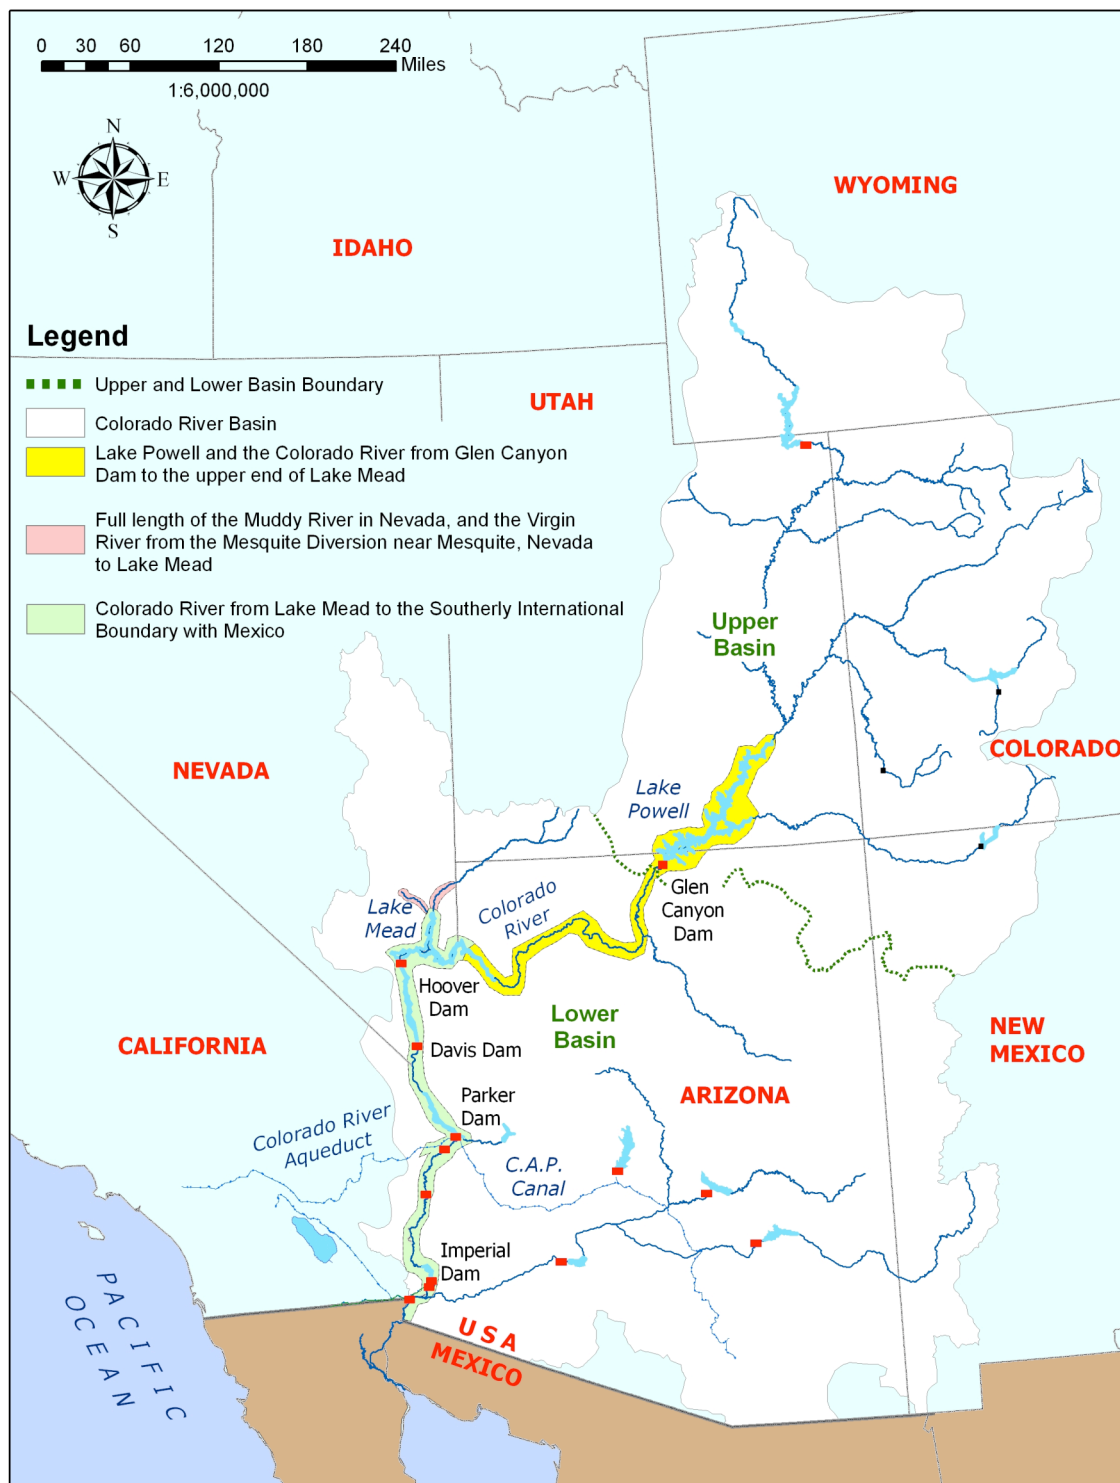 0 30 60 120 180 240
Miles
1:6,000,000
N
W E
S
WYOMING
IDAHO
Legend
Upper and Lower Basin Boundary
Colorado River Basin
Lake Powell and the Colorado River from Glen Canyon
Dam to the upper end of Lake Mead
Full length of the Muddy River in Nevada, and the Virgin
River from the Mesquite Diversion near Mesquite, Nevada
to Lake Mead
Colorado River from Lake Mead to the Southerly International
Boundary with Mexico
UTAH
Upper
Basin
COLORADO
NEVADA
Lake
Powell
Glen
Canyon
Dam
Colorado
River
Lake
Mead
Hoover
Dam
Lower
Basin
NEW
MEXICO
CALIFORNIA
Davis Dam
ARIZONA
Parker
Dam
Colorado River
Aqueduct
C.A.P.
Canal
Imperial
Dam
PACIFIC
OCEAN
USA
MEXICO